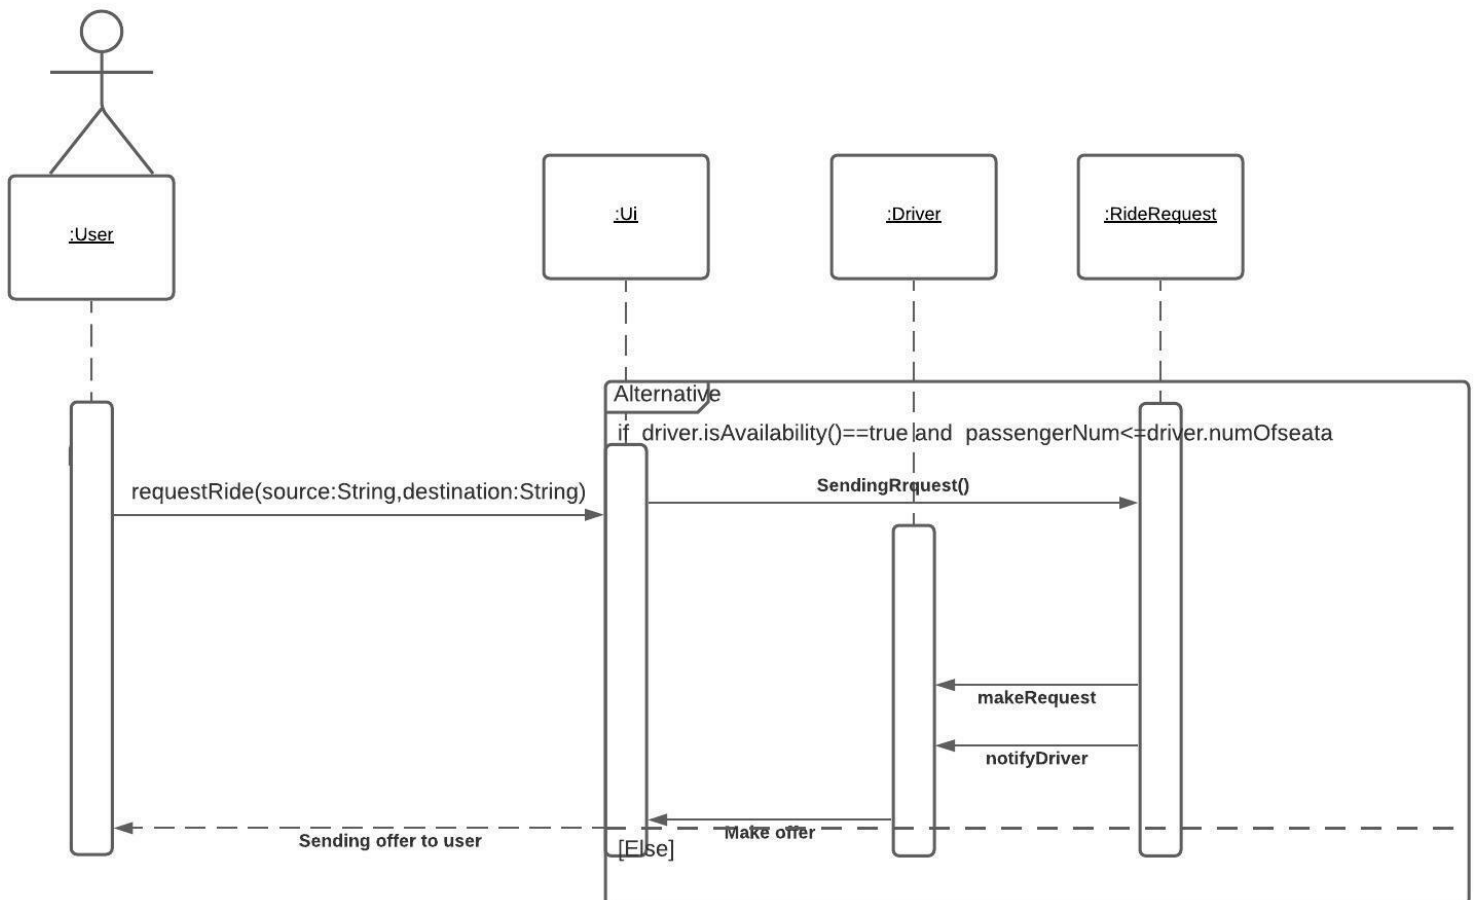 :User
:Ui
:Driver
:RideRequest
Alternative
if driver.isAvailability()==true and passengerNum<=driver.numOfseata
requestRide(source:String,destination:String)
SendingRrquest()
makeRequest
notifyDriver
Make offer
Sending offer to user
[Else]